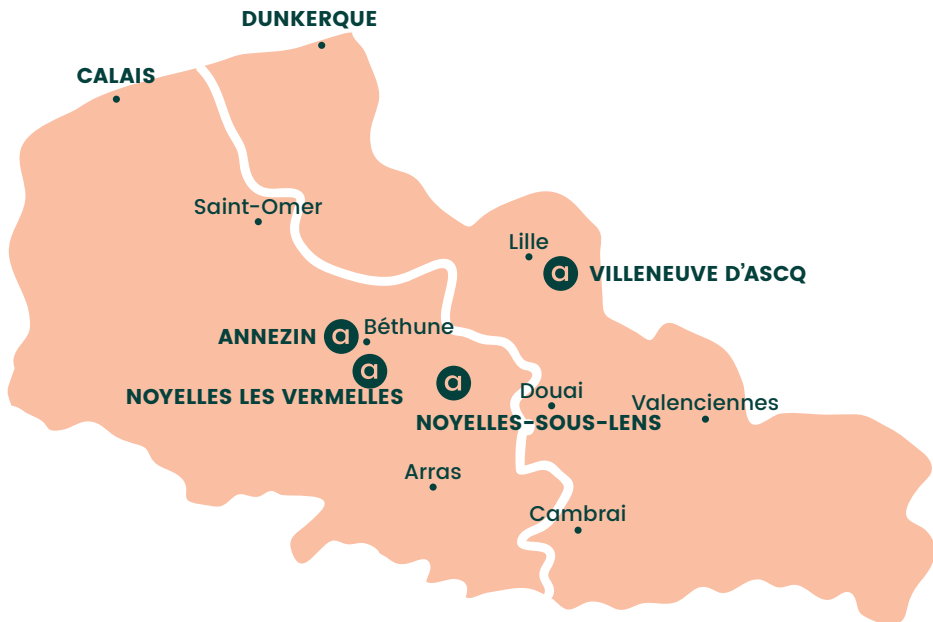 DUNKERQUE
CALAIS
Saint-Omer
Lille
a VILLENEUVE D’ASCQ
ANNEZIN a Béthune
a
a
NOYELLES LES VERMELLES
Douai
Valenciennes
NOYELLES-SOUS-LENS
Arras
Cambrai